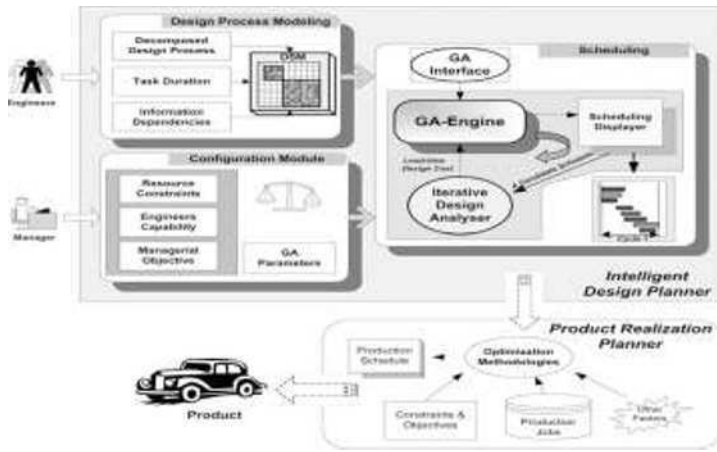 Design Process Modeling
Decomposed
Design Process
DSM
Task Duration
Information
Dependencies
Engineers
Configuration Module
Resource
Constraints
Engineers
Capability
Managerial
Objective
GA
Parameters
Manager
Scheduling
GA
Interface
GA-Engine
Scheduling
Displayer
Iterative
Design
Analyser
Intelligent
Design Planner
Product Realization
Planner
Production
Schedule
Optimisation
Methodologies
Constraints &
Objectives
Production
Jobs
Other
Factors
Product